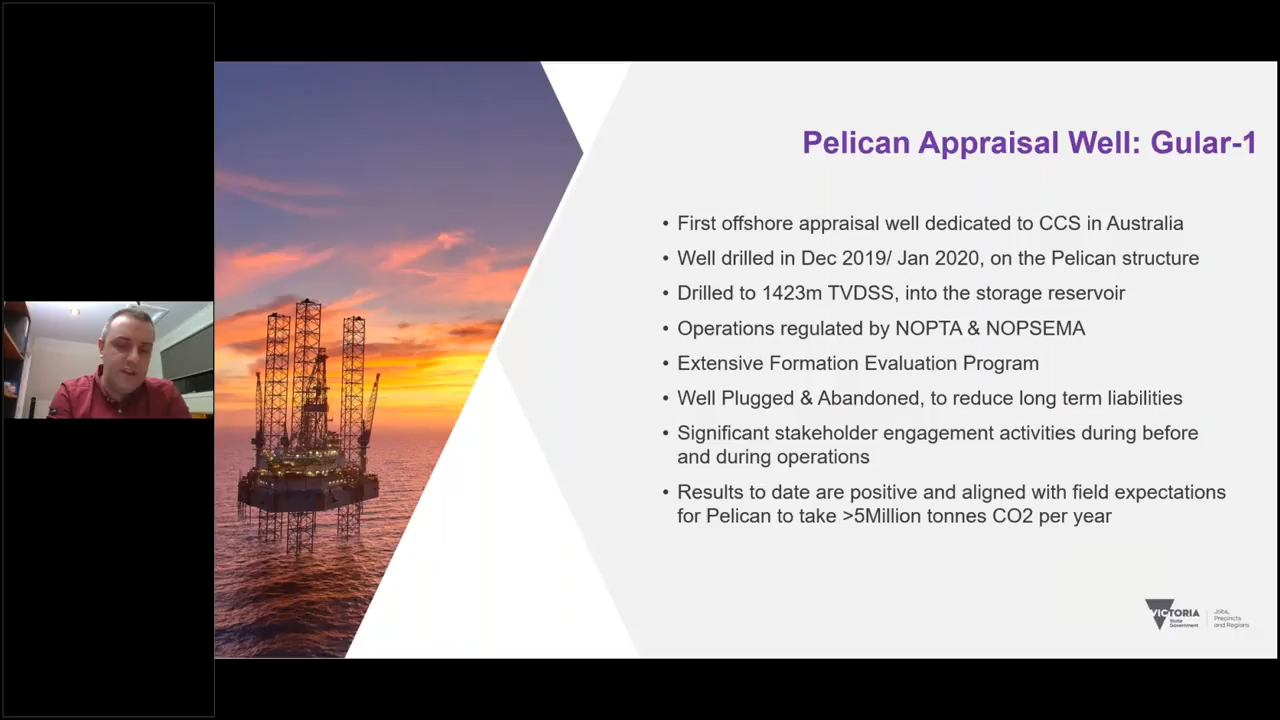 Pelican Appraisal Well: Gular-1
• First offshore appraisal well dedicated to CCS in Australia
• Well drilled in Dec 2019/ Jan 2020, on the Pelican structure
• Drilled to 1423m TVDSS, into the storage reservoir
• Operations regulated by NOPTA & NOPSEMA
• Extensive Formation Evaluation Program
• Well Plugged & Abandoned, to reduce long term liabilities
• Significant stakeholder engagement activities during before
and during operations
• Results to date are positive and aligned with field expectations
for Pelican to take >5Million tonnes CO2 per year
VICTORIA
State
Government
Jobs,
Precincts
and Regions